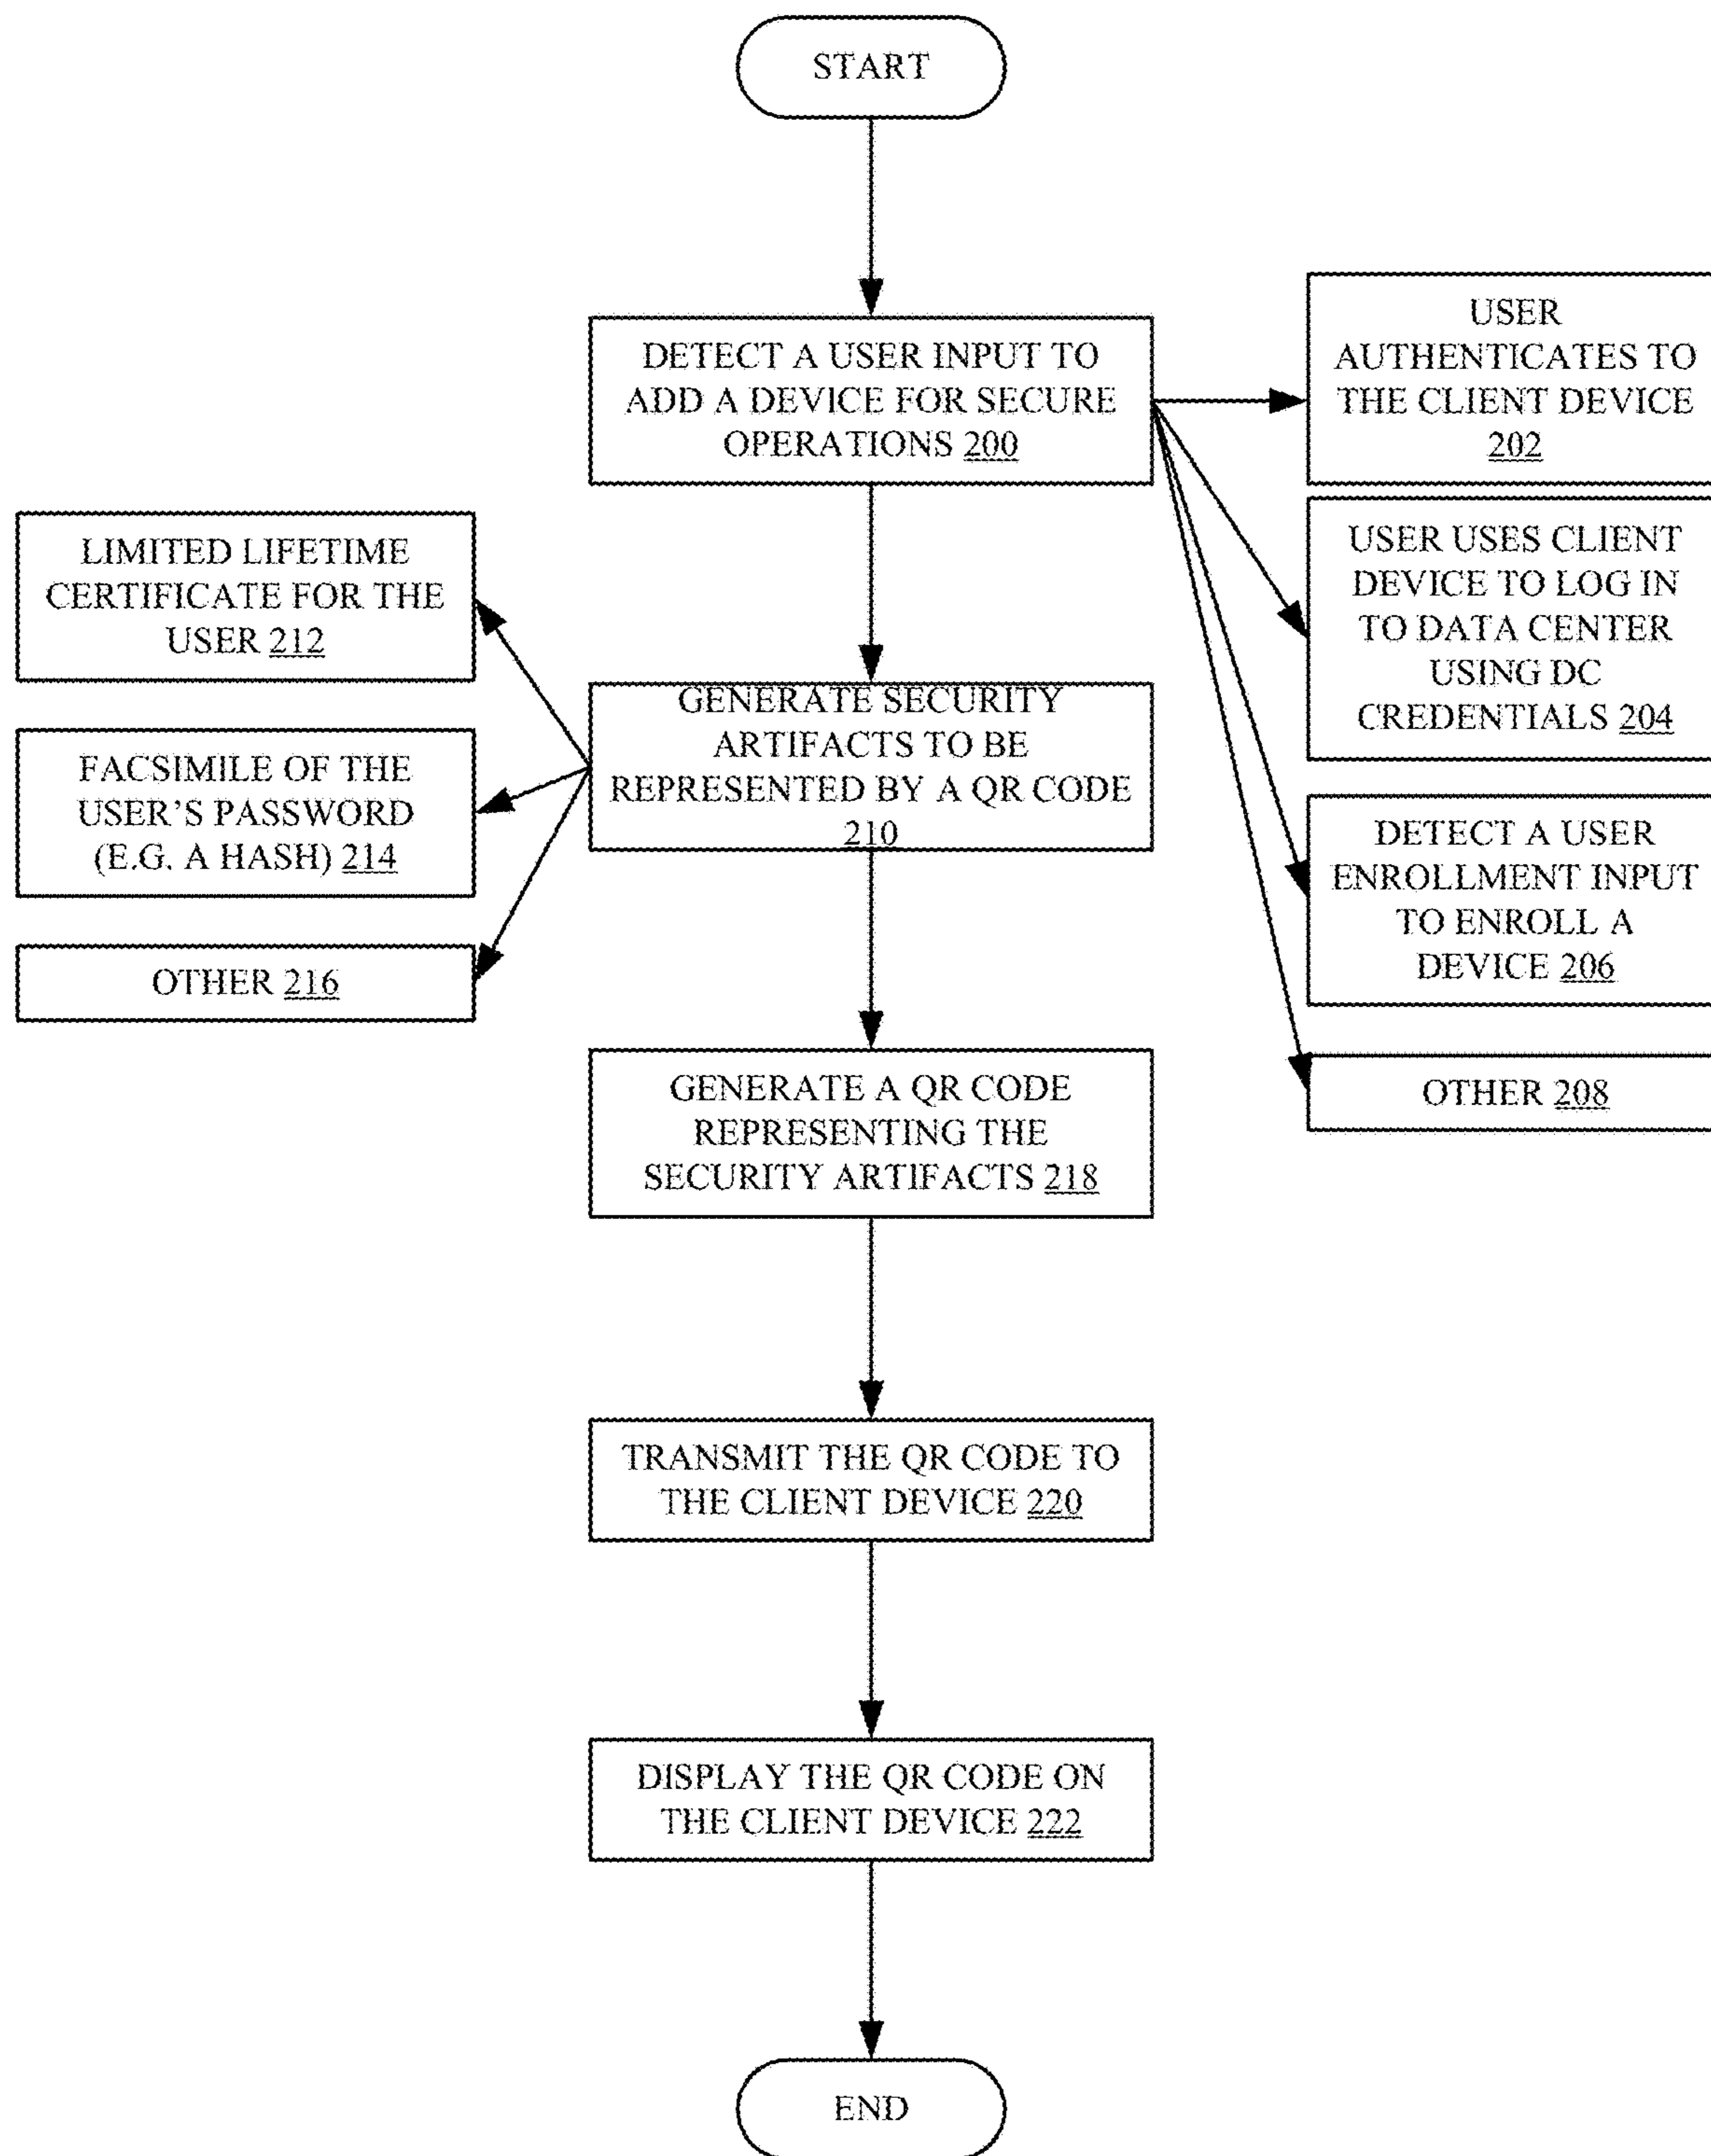 START
DETECT A USER INPUT TO
ADD A DEVICE FOR SECURE
OPERATIONS 200
USER
AUTHENTICATES TO
THE CLIENT DEVICE
202
USER USES CLIENT
DEVICE TO LOG IN
TO DATA CENTER
USING DC
CREDENTIALS 204
DETECT A USER
ENROLLMENT INPUT
TO ENROLL A
DEVICE 206
OTHER 208
GENERATE SECURITY
ARTIFACTS TO BE
REPRESENTED BY A QR CODE
210
LIMITED LIFETIME
CERTIFICATE FOR THE
USER 212
FACSIMILE OF THE
USER'S PASSWORD
(E.G. A HASH) 214
OTHER 216
GENERATE A QR CODE
REPRESENTING THE
SECURITY ARTIFACTS 218
TRANSMIT THE QR CODE TO
THE CLIENT DEVICE 220
DISPLAY THE QR CODE ON
THE CLIENT DEVICE 222
END